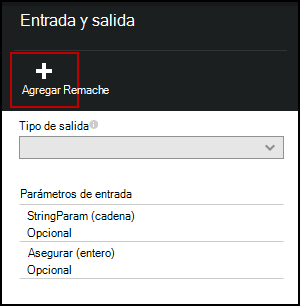 Entrada y salida
Agregar Remache
Tipo de salida
Parámetros de entrada
StringParam (cadena)
Opcional
Asegurar (entero)
Opcional